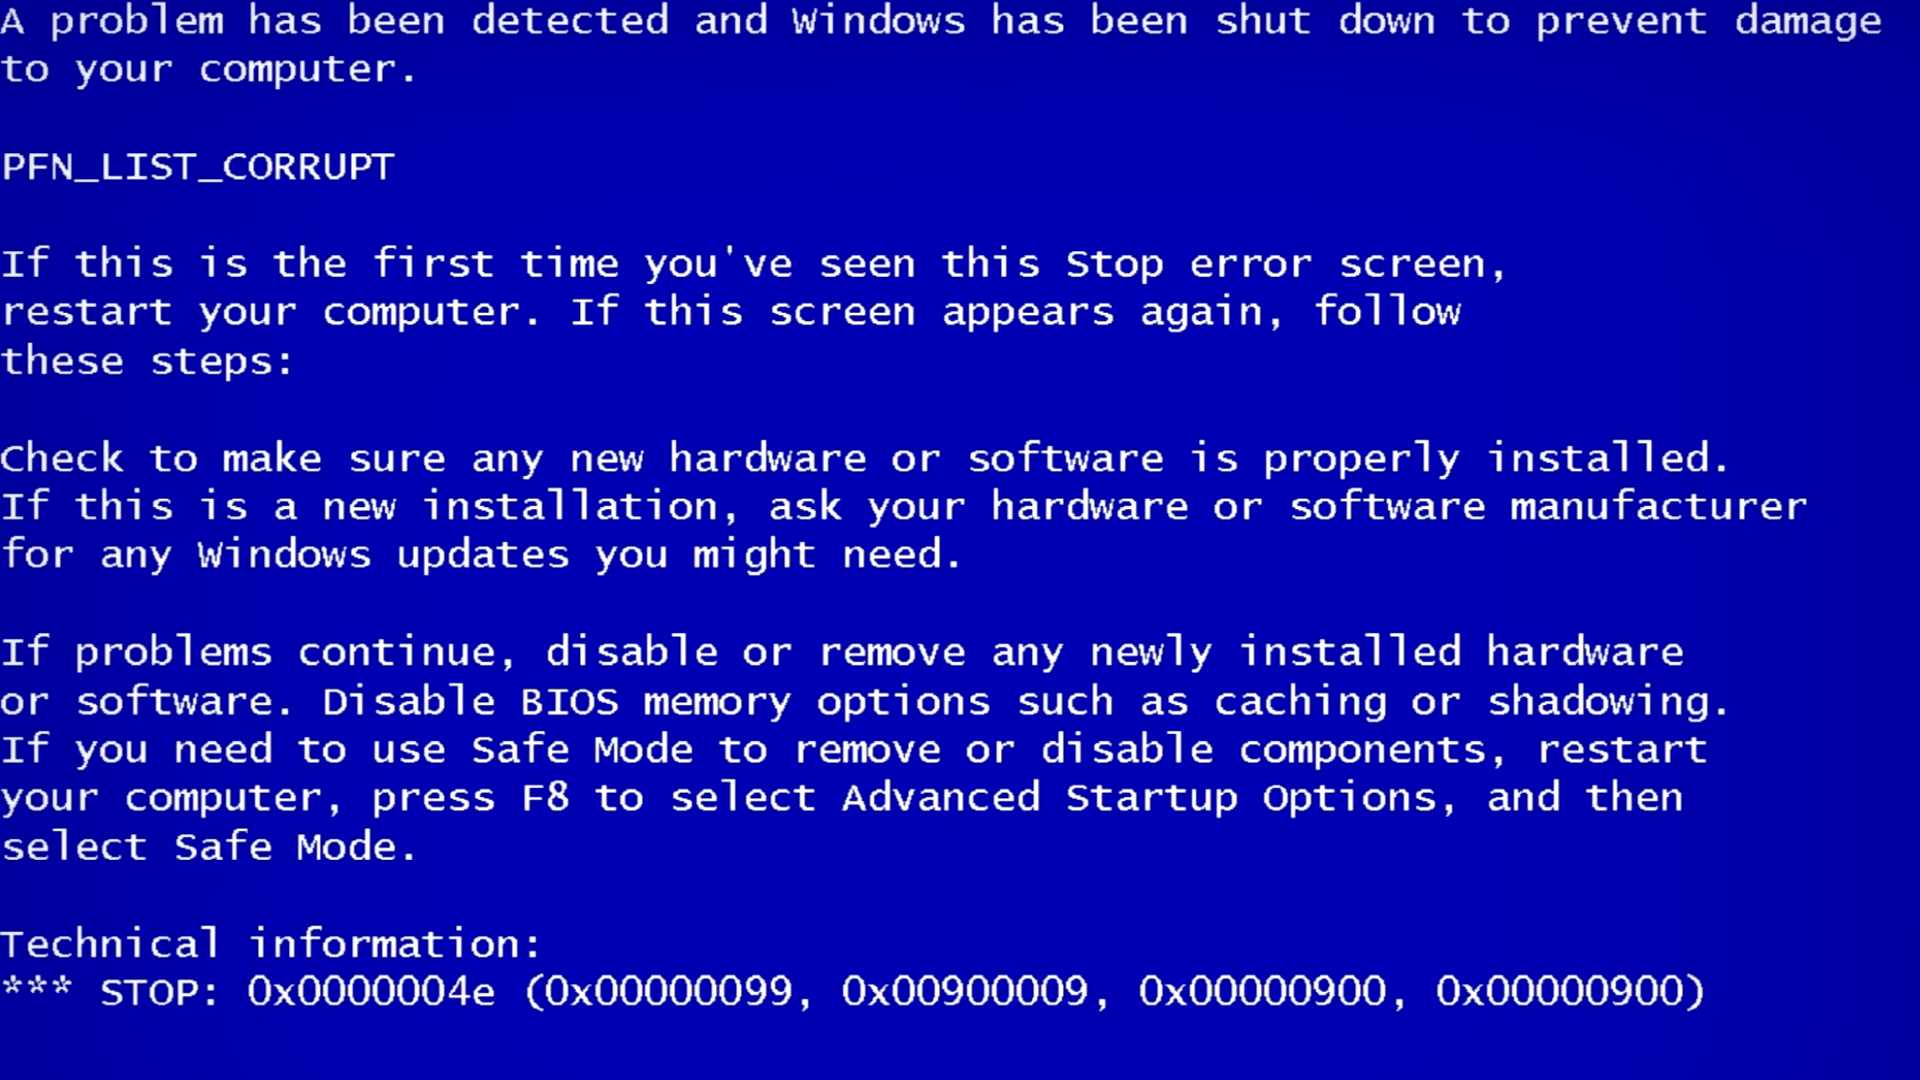 A problem has been detected and Windows has been shut down to prevent damage
to your computer.
PFN_LIST_CORRUPT
If this is the first time you've seen this Stop error screen,
restart your computer. If this screen appears again, follow
these steps:
Check to make sure any new hardware or software is properly installed.
If this is a new installation, ask your hardware or software manufacturer
for any Windows updates you might need.
If problems continue, disable or remove any newly installed hardware
or software. Disable BIOS memory options such as caching or shadowing.
If you need to use Safe Mode to remove or disable components, restart
your computer, press F8 to select Advanced Startup Options, and then
select Safe Mode.
Technical information:
*** STOP: 0x0000004e (0x00000099, 0x00900009, 0x00000900, 0x00000900)